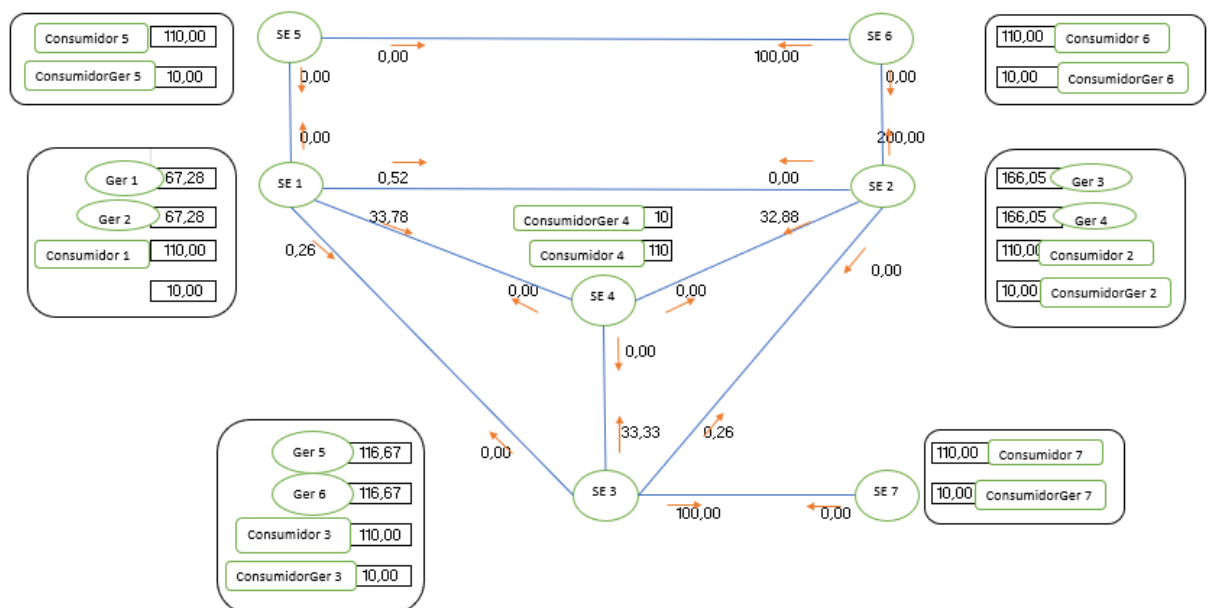 Consumidor 5 110,00
ConsumidorGer 5 10,00
SE 5
0,00
100,00
SE 6
110,00 Consumidor 6
10,00 ConsumidorGer 6
0,00
0,00
0,00
200,00
Ger 1 67,28
Ger 2 67,28
Consumidor 1 110,00
10,00
SE 1
0,52
0,00
SE 2
166,05 Ger 3
166,05 Ger 4
110,00 Consumidor 2
10,00 ConsumidorGer 2
33,78
ConsumidorGer 4 10
Consumidor 4 110
32,88
0,26
0,00
0,00
SE 4
0,00
0,00
33,33
0,26
0,00
Ger 5 116,67
Ger 6 116,67
Consumidor 3 110,00
ConsumidorGer 3 10,00
SE 3
100,00
0,00
SE 7
110,00 Consumidor 7
10,00 ConsumidorGer 7